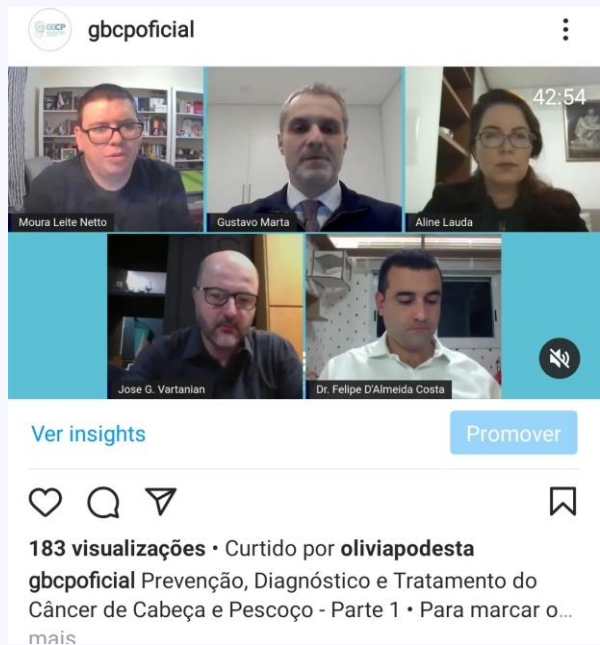 GBCP
gbcpoficial
42:54
Moura Leite Netto
Gustavo Marta
Aline Lauda
Jose G. Vartanian
Dr. Felipe D'Almeida Costa
Ver insights
Promover
183 visualizações • Curtido por oliviapodesta
gbcpoficial Prevenção, Diagnóstico e Tratamento do
Câncer de Cabeça e Pescoço - Parte 1 • Para marcar o...
mais